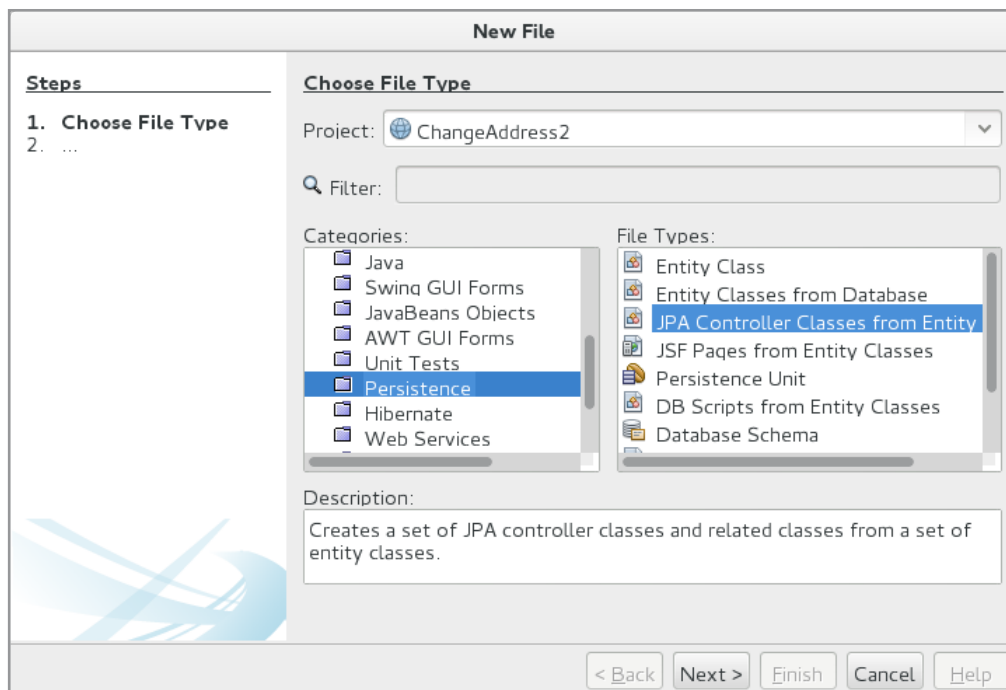 New File
Steps
1. Choose File Type
2. ...
Choose File Type
Project: ChangeAddress2
Filter:
Categories:
Java
Swing GUI Forms
JavaBeans Objects
AWT GUI Forms
Unit Tests
Persistence
Hibernate
Web Services
File Types:
Entity Class
Entity Classes from Database
JPA Controller Classes from Entity
JSF Pages from Entity Classes
Persistence Unit
DB Scripts from Entity Classes
Database Schema
Description:
Creates a set of JPA controller classes and related classes from a set of
entity classes.
< Back Next > Finish Cancel Help